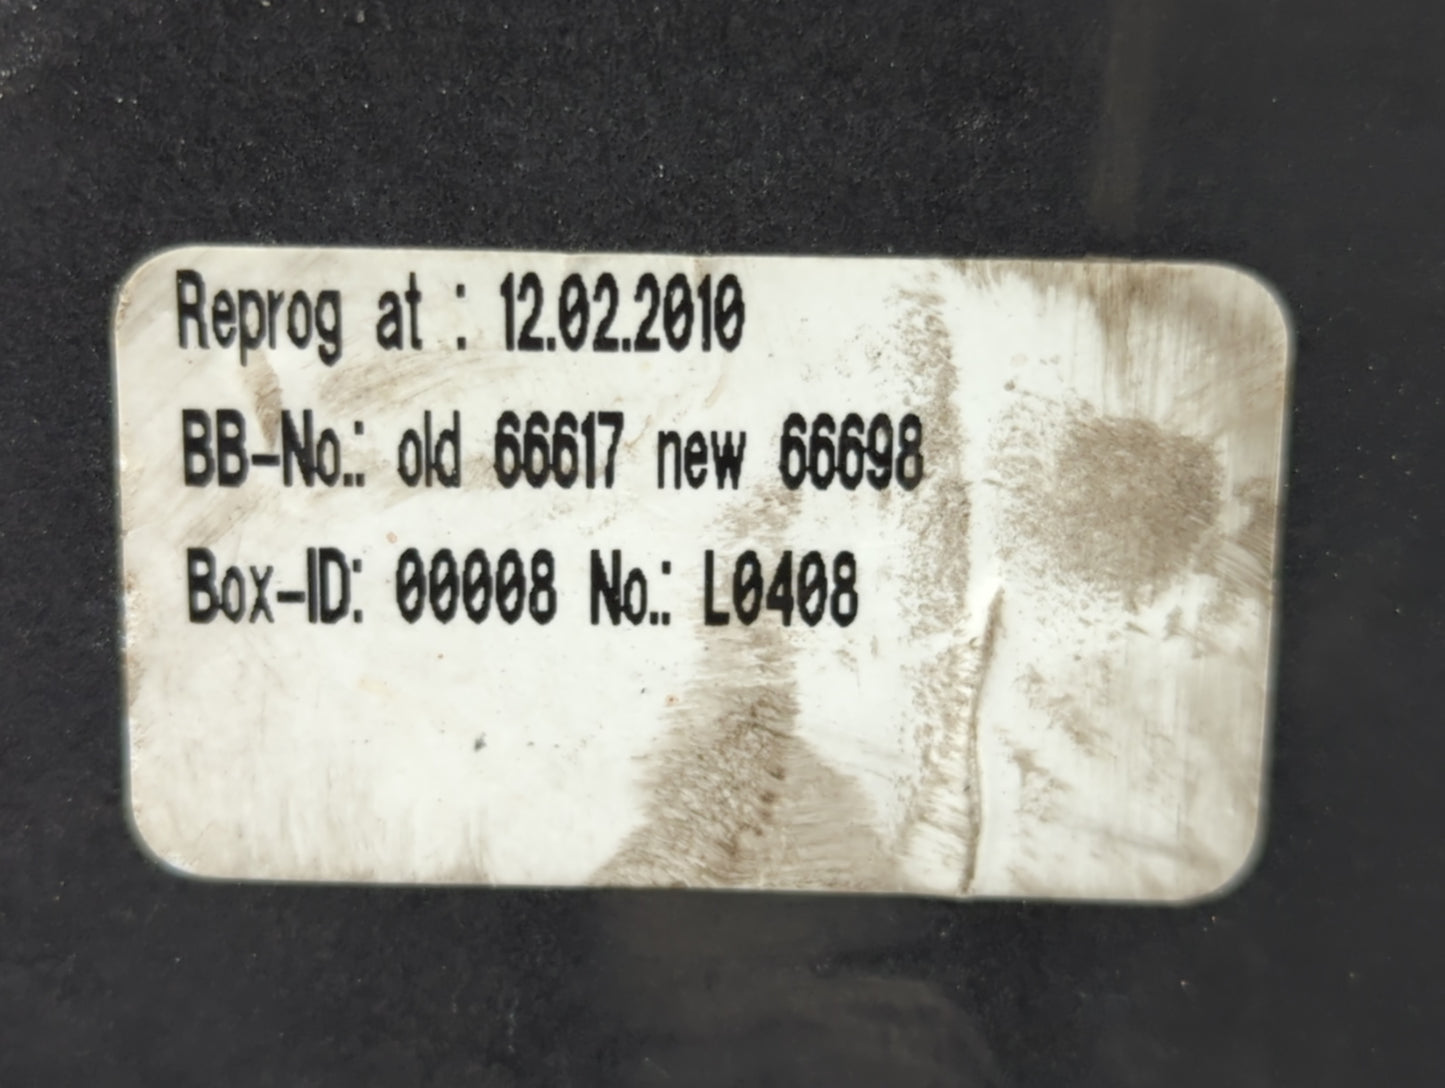 Reprog at : 12.02.2010
BB-No.: old 66617 new 66698
Box-ID: 00008 No.: L0408